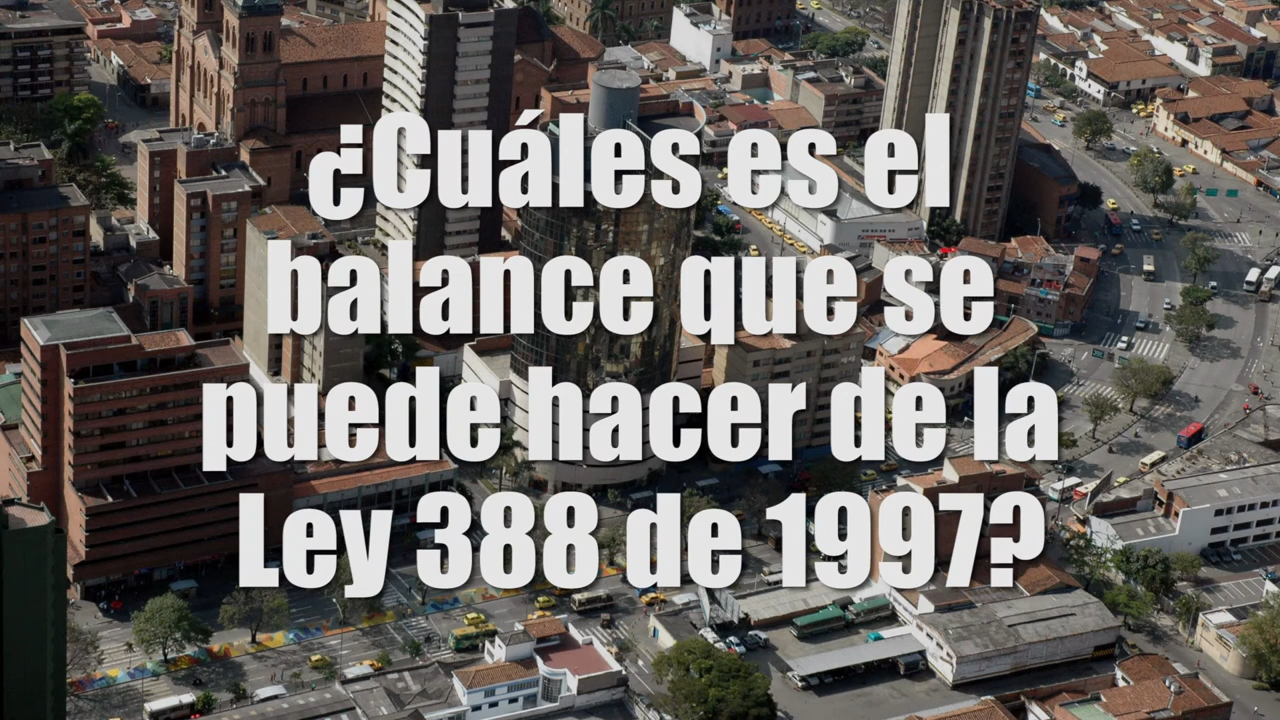 ¿Cuáles es el
balance que se
puede hacer de la
Ley 388 de 1997?